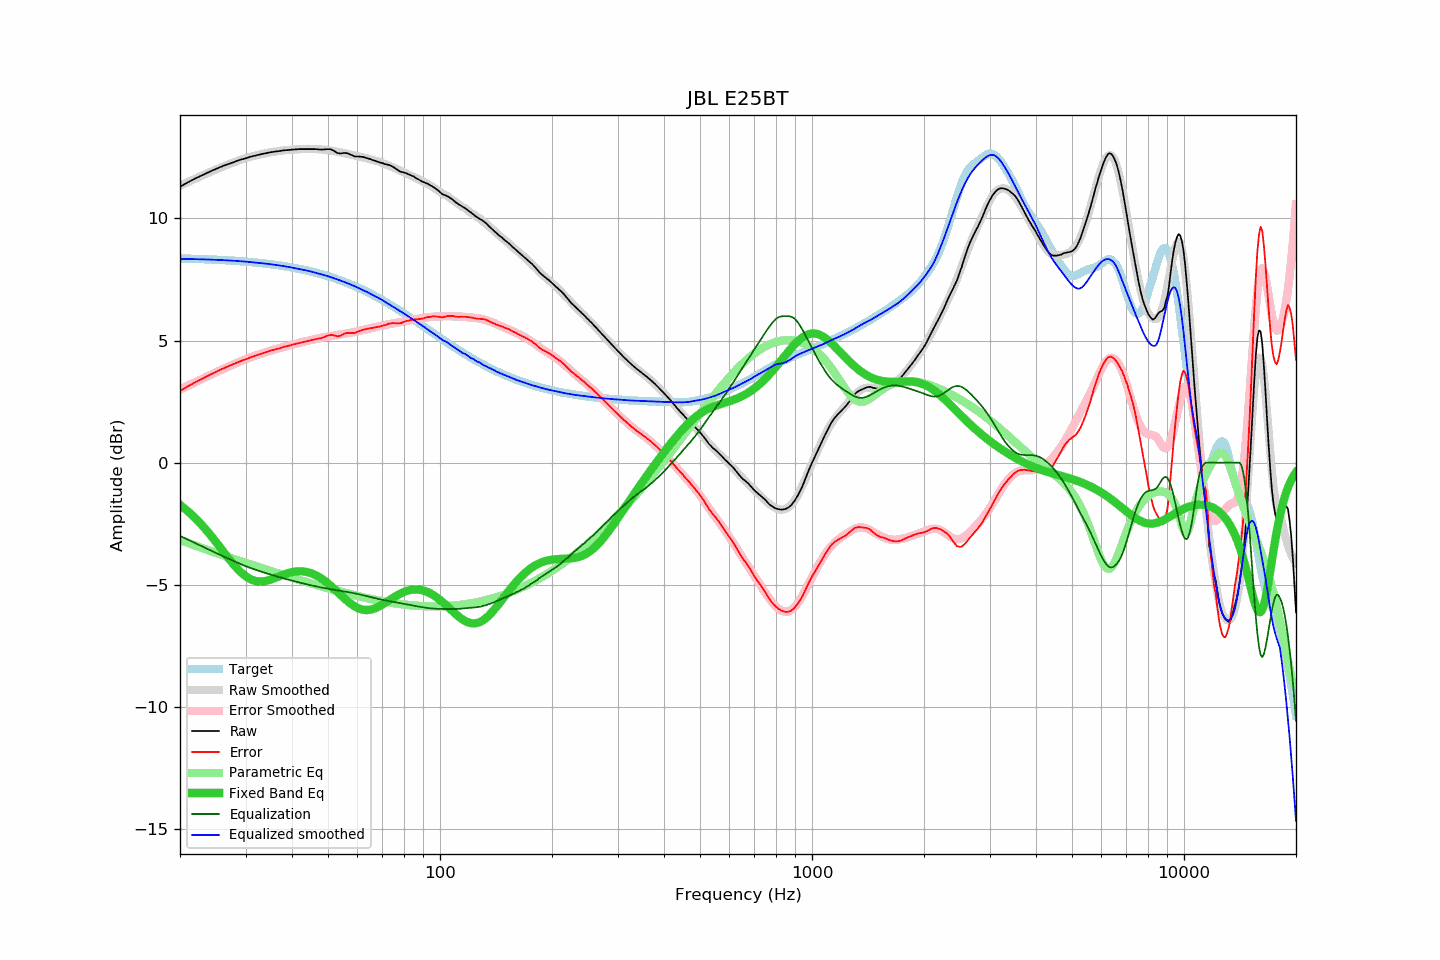 JBL E25BT
Amplitude (dBr)
10
5
0
−5
−10
−15
Target
Raw Smoothed
Error Smoothed
Raw
Error
Parametric Eq
Fixed Band Eq
Equalization
Equalized smoothed
100
1000
10000
Frequency (Hz)